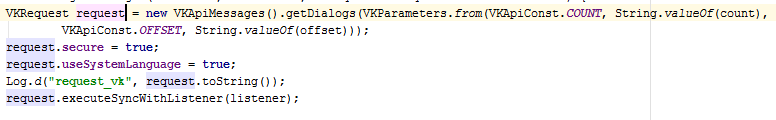 VKRequest request = new VKApiMessages().getDialogs(VKParameters.from(VKApiConst.COUNT, String.valueOf(count),
VKApiConst.OFFSET, String.valueOf(offset)));
request.secure = true;
request.useSystemLanguage = true;
Log.d("request_vk", request.toString());
request.executeSyncWithListener(listener);